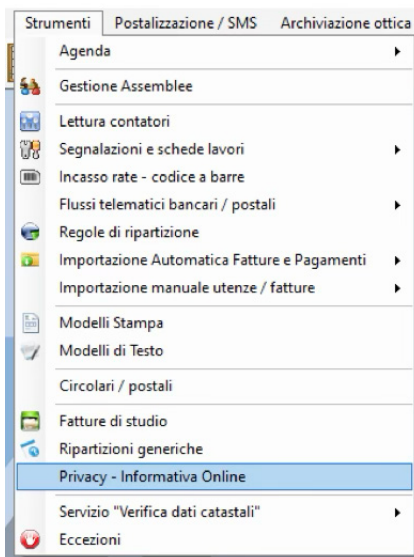 Strumenti Postalizzazione / SMS Archiviazione ottica
Agenda
Gestione Assemblee
Lettura contatori
Segnalazioni e schede lavori
Incasso rate - codice a barre
Flussi telematici bancari / postali
Regole di ripartizione
Importazione Automatica Fatture e Pagamenti
Importazione manuale utenze / fatture
Modelli Stampa
Modelli di Testo
Circolari / postali
Fatture di studio
Ripartizioni generiche
Privacy - Informativa Online
Servizio "Verifica dati catastali"
Eccezioni